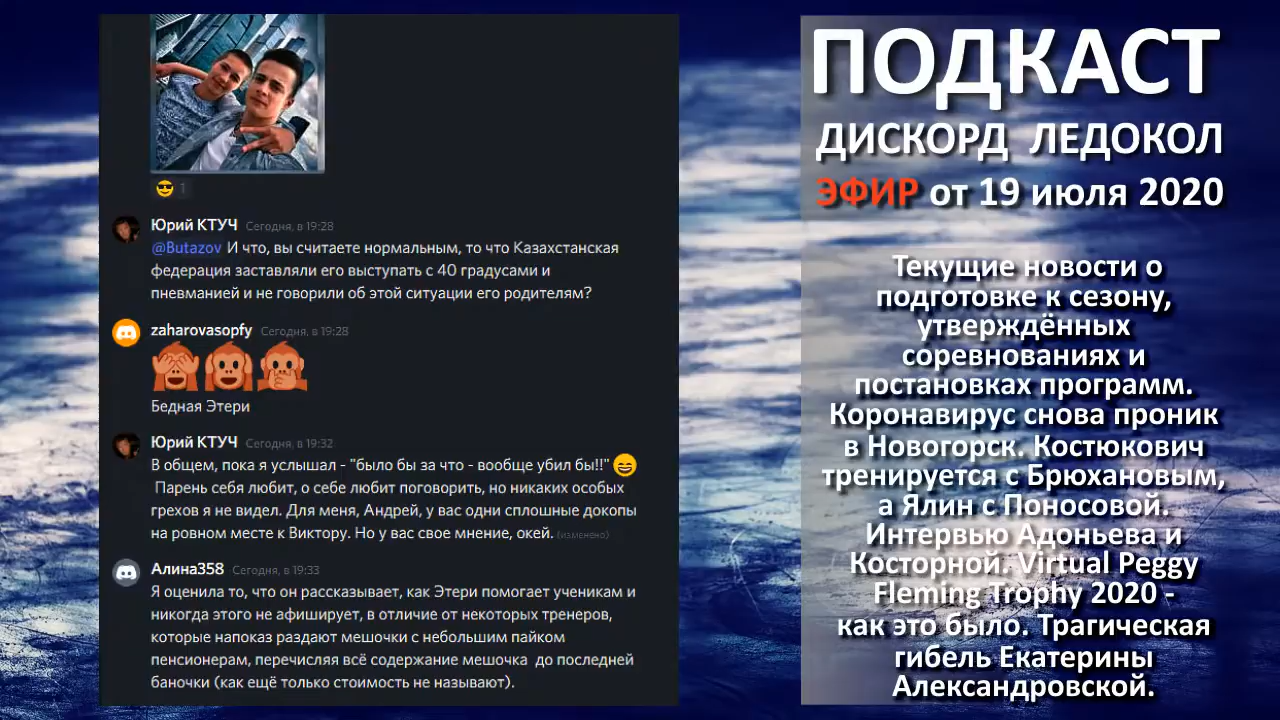 1
Юрий КТУЧ Сегодня, в 19:28
@Butazov И что, вы считаете нормальным, то что Казахстанская
федерация заставляли его выступать с 40 градусами и
пневманией и не говорили об этой ситуации его родителям?
zaharovasopfy Сегодня, в 19:28
Бедная Этери
Юрий КТУЧ Сегодня, в 19:32
В общем, пока я услышал - "было бы за что - вообще убил бы!!"
Парень себя любит, о себе любит поговорить, но никаких особых
грехов я не видел. Для меня, Андрей, у вас одни сплошные докопы
на ровном месте к Виктору. Но у вас свое мнение, окей. (изменено)
Алина358 Сегодня, в 19:33
Я оценила то, что он рассказывает, как Этери помогает ученикам и
никогда этого не афиширует, в отличие от некоторых тренеров,
которые напоказ раздают мешочки с небольшим пайком
пенсионерам, перечисляя всё содержание мешочка до последней
баночки (как ещё только стоимость не называют).
ПОДКАСТ
ДИСКОРД ЛЕДОКОЛ
ЭФИР от 19 июля 2020
Текущие новости о
подготовке к сезону,
утверждённых
соревнованиях и
постановках программ.
Коронавирус снова проник
в Новогорск. Костюкович
тренируется с Брюхановым,
а Ялин с Поносовой.
Интервью Адоньева и
Косторной. Virtual Peggy
Fleming Trophy 2020 -
как это было. Трагическая
гибель Екатерины
Александровской.